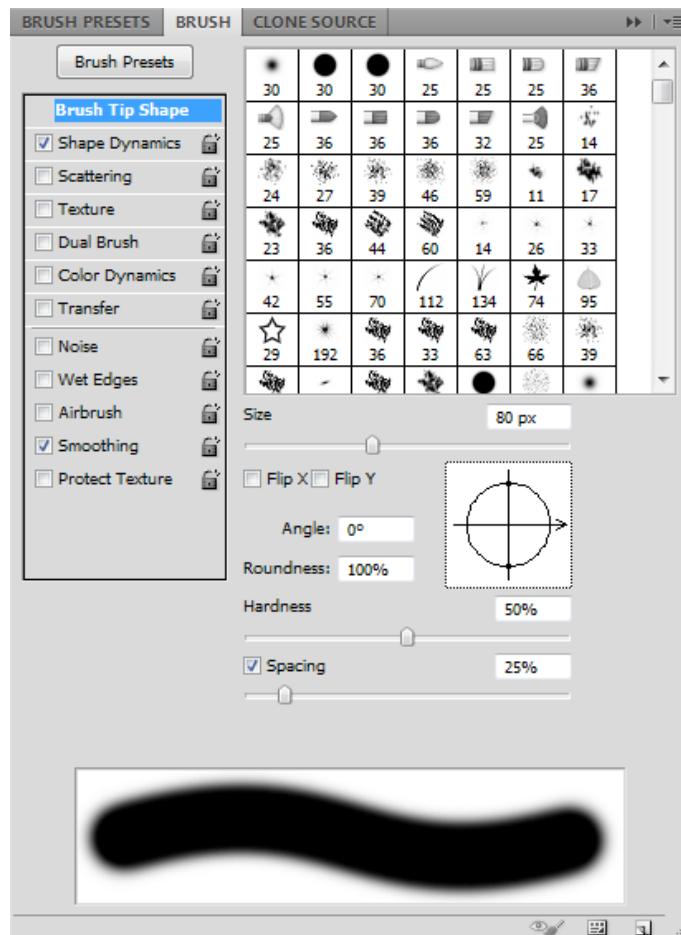 BRUSH PRESETS BRUSH CLONE SOURCE
Brush Presets
Brush Tip Shape
Shape Dynamics
Scattering
Texture
Dual Brush
Color Dynamics
Transfer
Noise
Wet Edges
Airbrush
Smoothing
Protect Texture
30 30 30 25 25 25 36
25 36 36 36 32 25 14
24 27 39 46 59 11 17
23 36 44 60 14 26 33
42 55 70 112 134 74 95
29 192 36 33 63 66 39
Size 80 px
Flip X Flip Y
Angle: 0°
Roundness: 100%
Hardness 50%
Spacing 25%